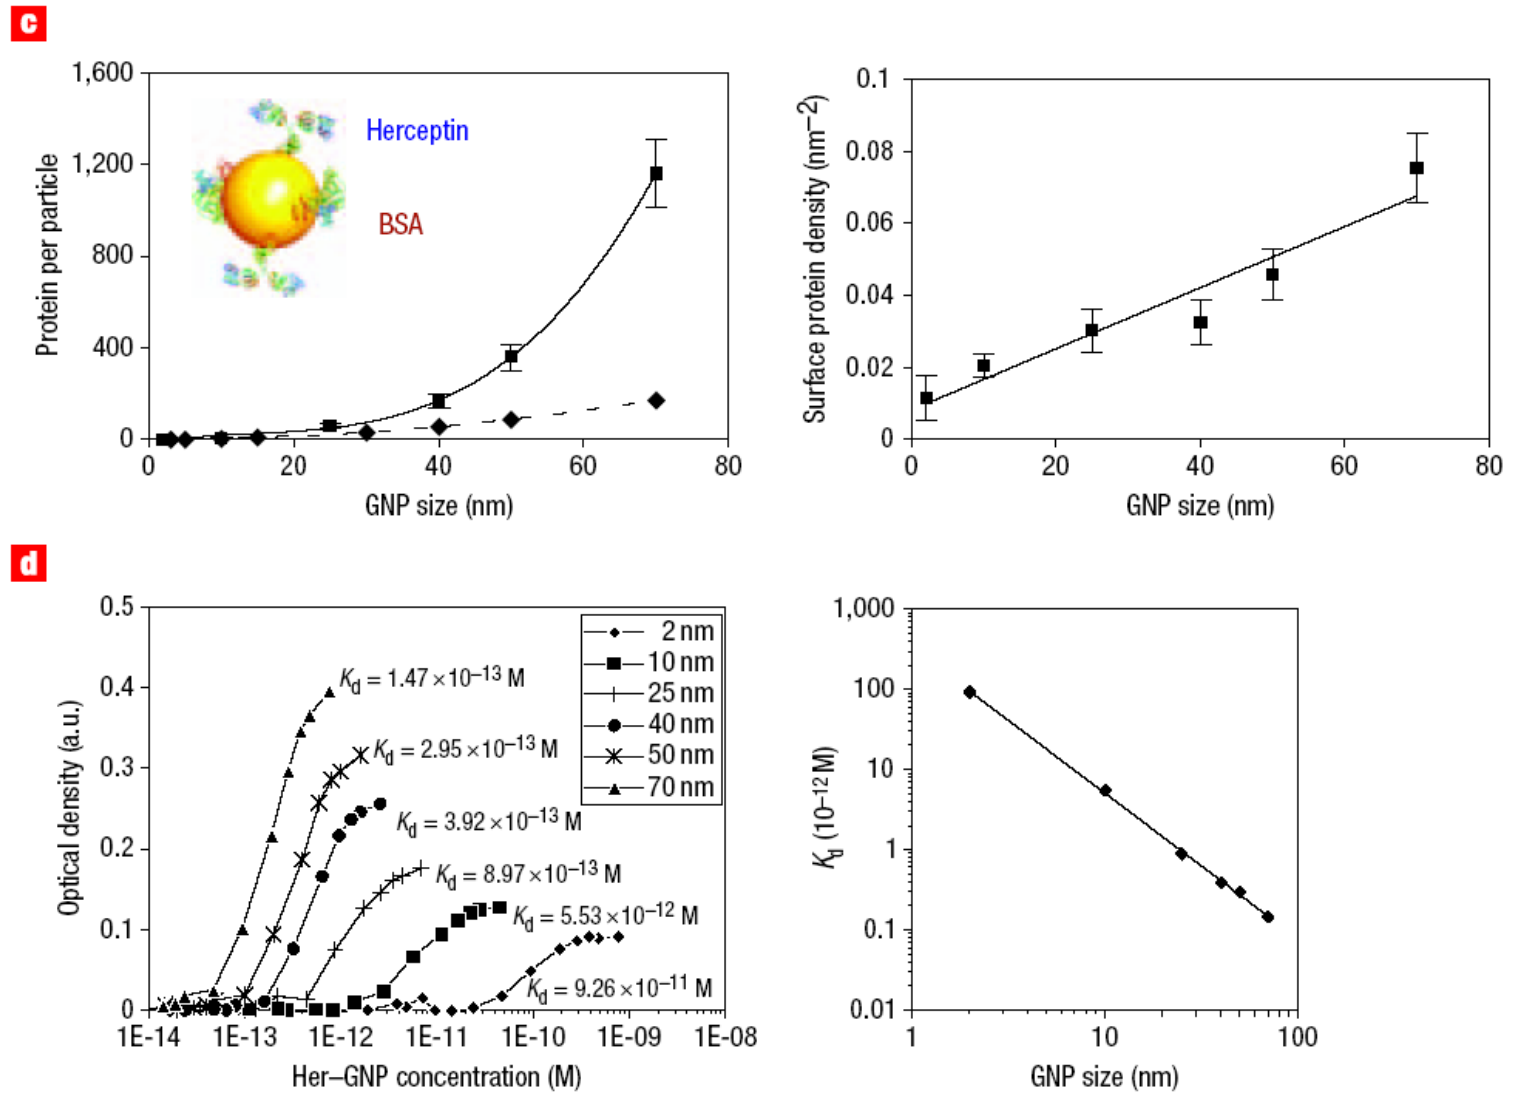 c
1,600
1,200
800
400
0
Protein per particle
Herceptin
BSA
0 20 40 60 80
GNP size (nm)
0.1
0.08
0.06
0.04
0.02
0
Surface protein density (nm⁻²)
0 20 40 60 80
GNP size (nm)
d
0.5
0.4
0.3
0.2
0.1
0
Optical density (a.u.)
2 nm
10 nm
25 nm
40 nm
50 nm
70 nm
Kd = 1.47 ×10⁻¹³ M
Kd = 2.95 ×10⁻¹³ M
Kd = 3.92 ×10⁻¹³ M
Kd = 8.97 ×10⁻¹³ M
Kd = 5.53 ×10⁻¹² M
Kd = 9.26 ×10⁻¹¹ M
1E-14 1E-13 1E-12 1E-11 1E-10 1E-09 1E-08
Her–GNP concentration (M)
1,000
100
10
1
0.1
0.01
Kd (10⁻¹² M)
1 10 100
GNP size (nm)